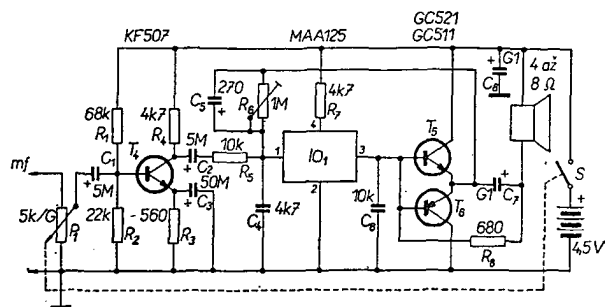 KF507
MAA125
GC521
GC511
68k
R1
4k7
R4
270
C5
R6
1M
4k7
R7
4
G1
C8
4 až
8 Ω
mf
C1
5M
T4
5M
C2
10k
R5
50M
C3
1
IO1
3
2
T5
T6
G1
C7
S
5k/G
P1
22k
R2
560
R3
C4
4k7
10k
C8
680
R8
4,5V